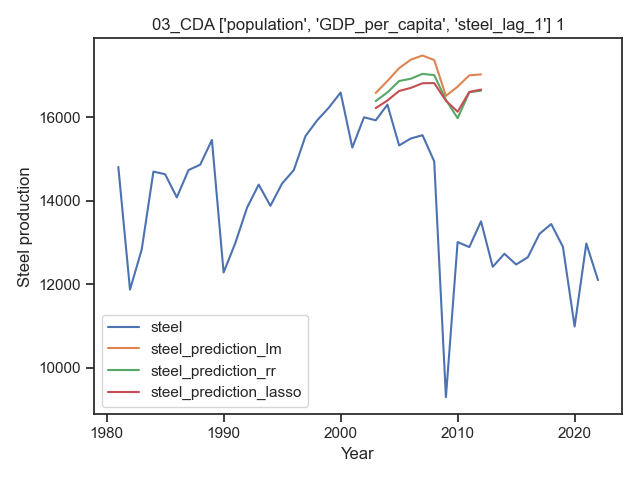 03_CDA ['population', 'GDP_per_capita', 'steel_lag_1'] 1
Steel production
16000
14000
12000
10000
steel
steel_prediction_lm
steel_prediction_rr
steel_prediction_lasso
1980
1990
2000
2010
2020
Year